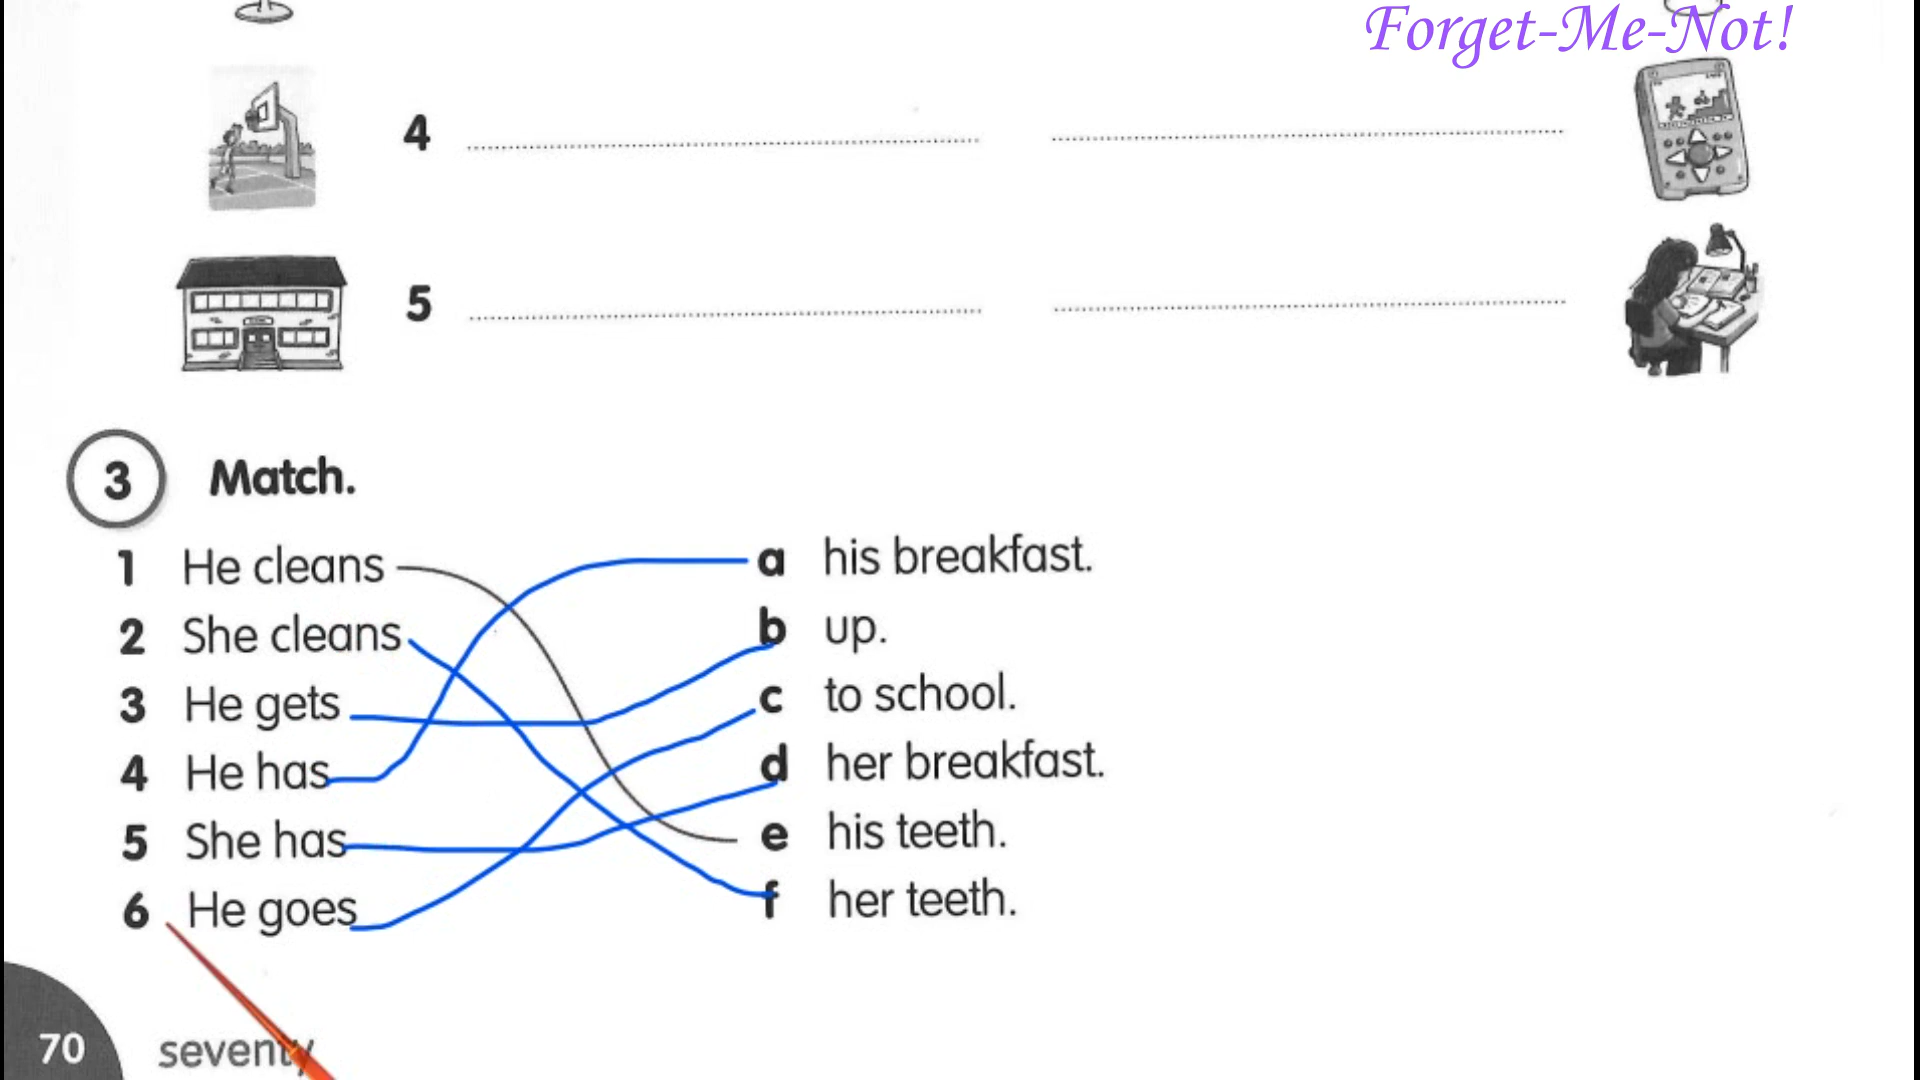 Forget-Me-Not!
4
5
3 Match.
1 He cleans a his breakfast.
2 She cleans b up.
3 He gets c to school.
4 He has d her breakfast.
5 She has e his teeth.
6 He goes f her teeth.
70 seventy